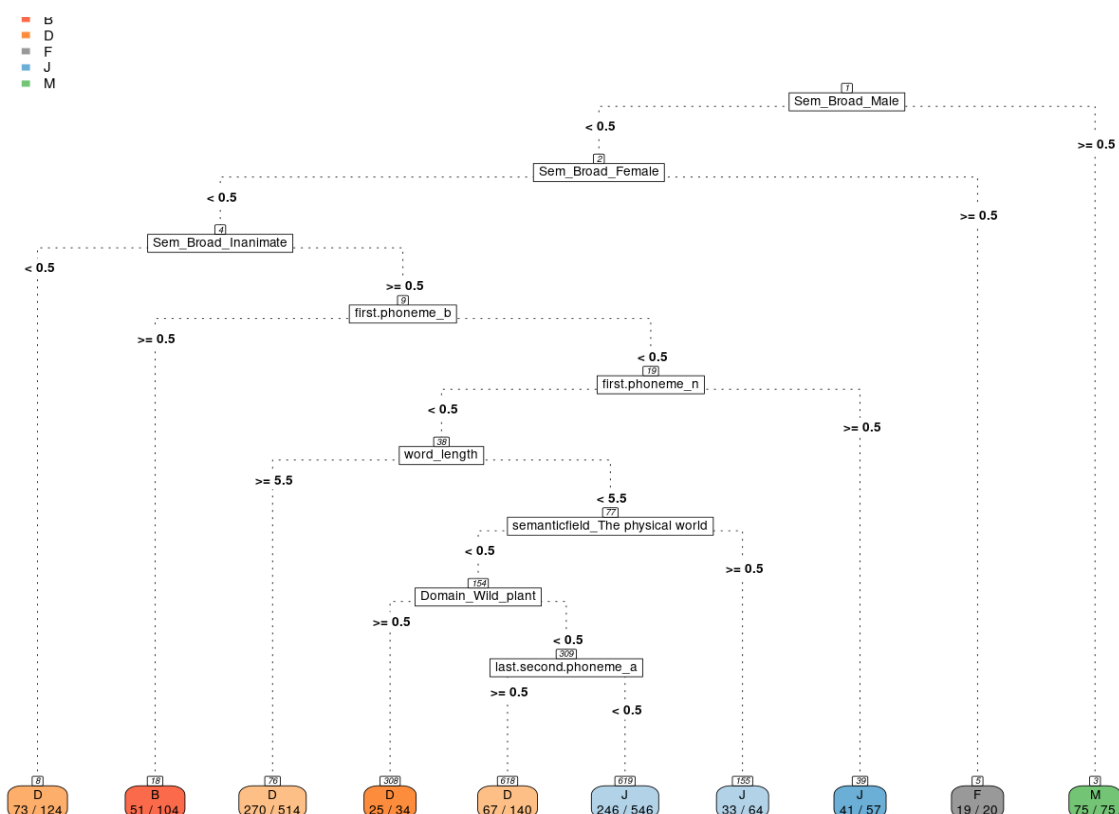 B
D
F
J
M
1
Sem_Broad_Male
< 0.5
>= 0.5
2
Sem_Broad_Female
< 0.5
>= 0.5
4
Sem_Broad_Inanimate
< 0.5
>= 0.5
9
first.phoneme_b
>= 0.5
< 0.5
19
first.phoneme_n
< 0.5
>= 0.5
38
word_length
>= 5.5
< 5.5
77
semanticfield_The physical world
< 0.5
>= 0.5
154
Domain_Wild_plant
>= 0.5
< 0.5
309
last.second.phoneme_a
>= 0.5
< 0.5
8 18 76 308 618 619 155 39 5 3
D B D D D J J J F M
73 / 124 51 / 104 270 / 514 25 / 34 67 / 140 246 / 546 33 / 64 41 / 57 19 / 20 75 / 75